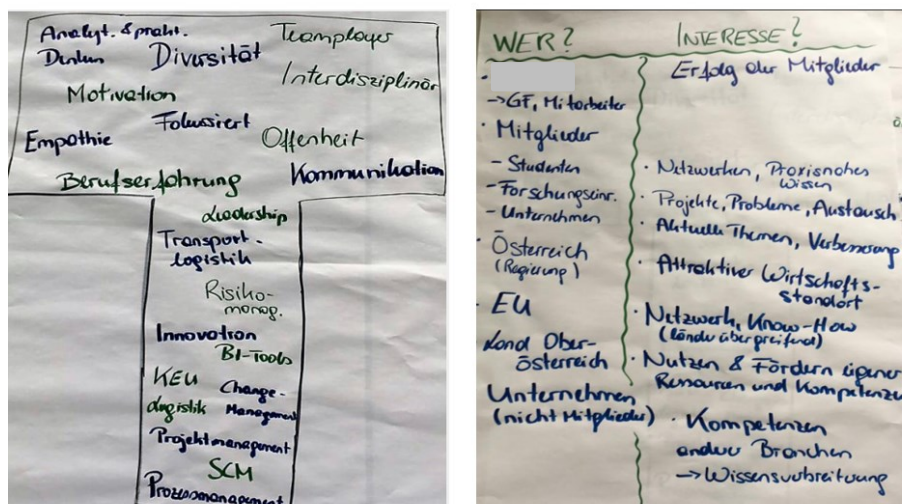 Analyt. & prakt.
Denken
Diversität
Teamplayer
Interdisziplinär
Motivation
Fokussiert
Empathie
Offenheit
Berufserfahrung
Kommunikation
Leadership
Transport-
logistik
Risiko-
manag.
Innovation
BI-Tools
KEU
Change-
Management
Logistik
Projektmanagement
SCM
Prozessmanagement
WER?
→GF, Mitarbeiter
· Mitglieder
- Studenten
- Forschungseinr.
- Unternehmen
· Österreich
(Regierung)
· EU
Land Ober-
österreich
Unternehmen
(nicht Mitglieder)
INTERESSE?
Erfolg der Mitglieder
· Netzwerken, Praxisnahes
Wissen
· Projekte, Probleme, Austausch
· Aktuelle Themen, Verbesserung
· Attraktiver Wirtschafts-
standort
· Netzwerk, Know-How
(länderübergreifend)
· Nutzen & Fördern eigener
Ressourcen und Kompetenzen
· Kompetenzen
anderer Branchen
→Wissensverbreitung